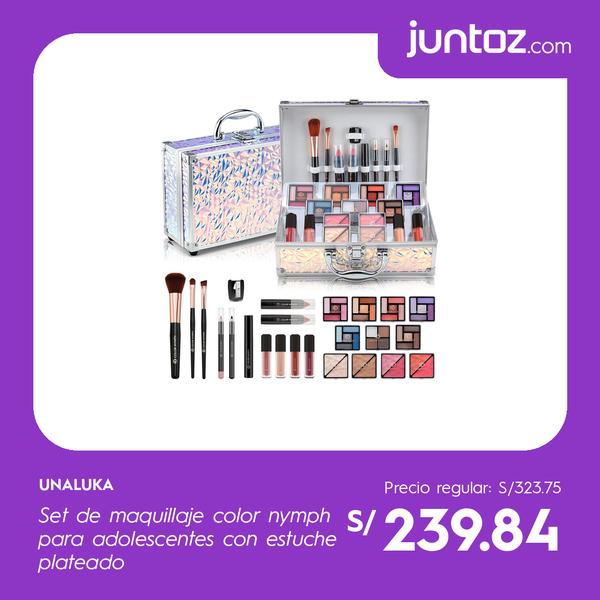 juntoz.com
UNALUKA
Set de maquillaje color nymph
para adolescentes con estuche
plateado
Precio regular: S/323.75
S/ 239.84